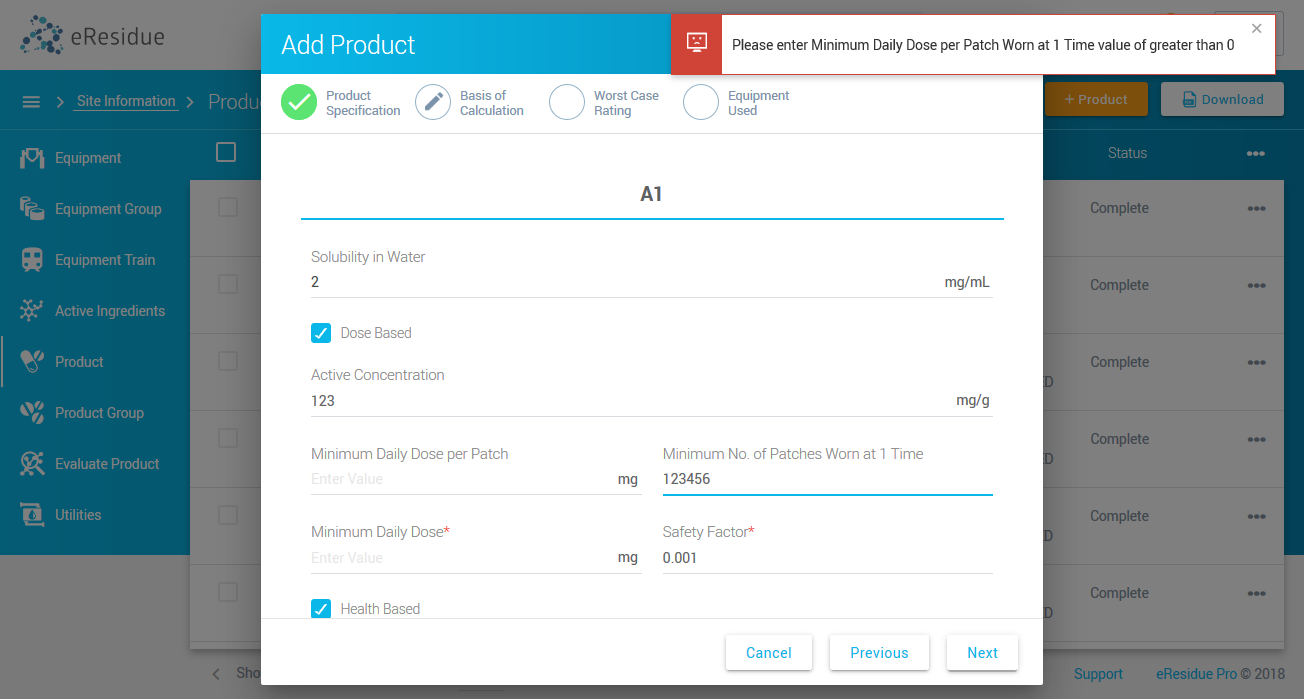 eResidue
Add Product
Please enter Minimum Daily Dose per Patch Worn at 1 Time value of greater than 0
Site Information
Produ
Product
Specification
Basis of
Calculation
Worst Case
Rating
Equipment
Used
+ Product
Download
Equipment
Equipment Group
Equipment Train
Active Ingredients
Product
Product Group
Evaluate Product
Utilities
Status
Complete
Complete
Complete
ED
Complete
ED
Complete
ED
Complete
ED
A1
Solubility in Water
2 mg/mL
Dose Based
Active Concentration
123 mg/g
Minimum Daily Dose per Patch Minimum No. of Patches Worn at 1 Time
Enter Value mg 123456
Minimum Daily Dose* Safety Factor*
Enter Value mg 0.001
Health Based
Cancel Previous Next
Sho
Support eResidue Pro © 2018